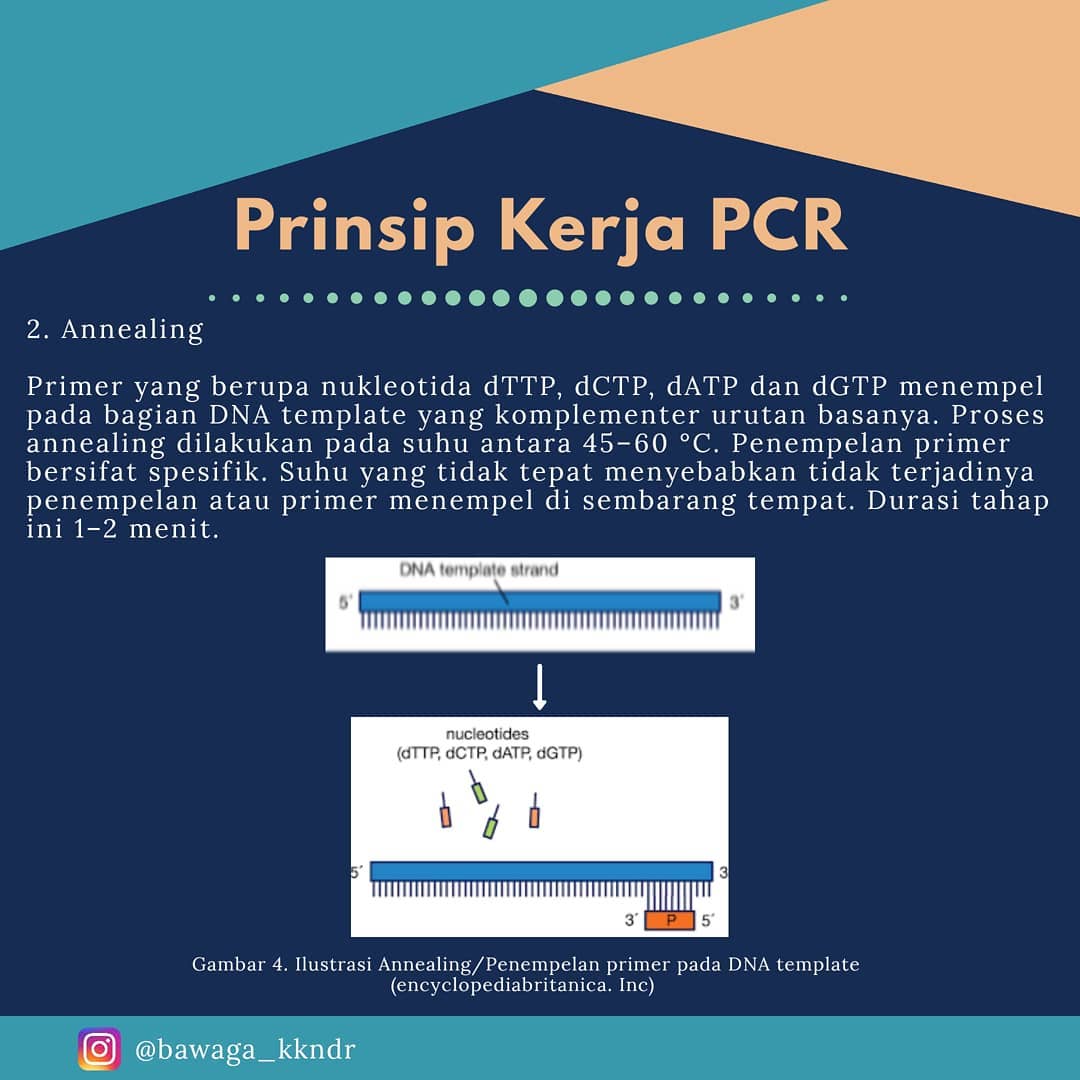 Prinsip Kerja PCR
2. Annealing
Primer yang berupa nukleotida dTTP, dCTP, dATP dan dGTP menempel
pada bagian DNA template yang komplementer urutan basanya. Proses
annealing dilakukan pada suhu antara 45–60 °C. Penempelan primer
bersifat spesifik. Suhu yang tidak tepat menyebabkan tidak terjadinya
penempelan atau primer menempel di sembarang tempat. Durasi tahap
ini 1–2 menit.
DNA template strand
5′ 3′
nucleotides
(dTTP, dCTP, dATP, dGTP)
5′ 3
3′ P 5′
Gambar 4. Ilustrasi Annealing/Penempelan primer pada DNA template
(encyclopediabritanica. Inc)
@bawaga_kkndr